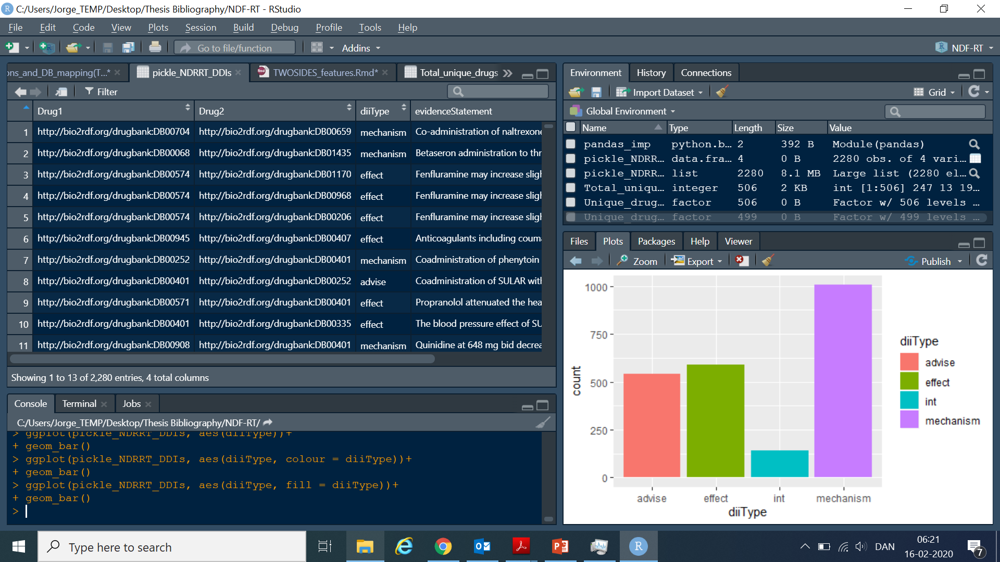 C:/Users/Jorge_TEMP/Desktop/Thesis Bibliography/NDF-RT - RStudio
File Edit Code View Plots Session Build Debug Profile Tools Help
Go to file/function Addins NDF-RT
ons_and_DB_mapping(T...* pickle_NDRRT_DDIs TWOSIDES_features.Rmd* Total_unique_drugs
Filter
Drug1 Drug2 diiType evidenceStatement
1 http://bio2rdf.org/drugbank:DB00704 http://bio2rdf.org/drugbank:DB00659 mechanism Co-administration of naltrexone
2 http://bio2rdf.org/drugbank:DB00068 http://bio2rdf.org/drugbank:DB01435 mechanism Betaseron administration to thr
3 http://bio2rdf.org/drugbank:DB00574 http://bio2rdf.org/drugbank:DB01170 effect Fenfluramine may increase sligh
4 http://bio2rdf.org/drugbank:DB00574 http://bio2rdf.org/drugbank:DB00968 effect Fenfluramine may increase sligh
5 http://bio2rdf.org/drugbank:DB00574 http://bio2rdf.org/drugbank:DB00206 effect Fenfluramine may increase sligh
6 http://bio2rdf.org/drugbank:DB00945 http://bio2rdf.org/drugbank:DB00407 effect Anticoagulants including couma
7 http://bio2rdf.org/drugbank:DB00252 http://bio2rdf.org/drugbank:DB00401 mechanism Coadministration of phenytoin
8 http://bio2rdf.org/drugbank:DB00401 http://bio2rdf.org/drugbank:DB00252 advise Coadministration of SULAR with
9 http://bio2rdf.org/drugbank:DB00571 http://bio2rdf.org/drugbank:DB00401 effect Propranolol attenuated the hea
10 http://bio2rdf.org/drugbank:DB00401 http://bio2rdf.org/drugbank:DB00335 effect The blood pressure effect of SU
11 http://bio2rdf.org/drugbank:DB00908 http://bio2rdf.org/drugbank:DB00401 mechanism Quinidine at 648 mg bid decrea
Showing 1 to 13 of 2,280 entries, 4 total columns
Console Terminal Jobs
C:/Users/Jorge_TEMP/Desktop/Thesis Bibliography/NDF-RT/
> ggplot(pickle_NDRRT_DDIs, aes(diiType))+
+ geom_bar()
> ggplot(pickle_NDRRT_DDIs, aes(diiType, colour = diiType))+
+ geom_bar()
> ggplot(pickle_NDRRT_DDIs, aes(diiType, fill = diiType))+
+ geom_bar()
>
Environment History Connections
Import Dataset Grid
Global Environment
Name Type Length Size Value
pandas_imp python.b... 2 392 B Module(pandas)
pickle_NDRR... data.fra... 4 0 B 2280 obs. of 4 vari...
pickle_NDRR... list 2280 8.1 MB Large list (2280 el...
Total_uniqu... integer 506 2 KB int [1:506] 247 13 19...
Unique_drug... factor 506 0 B Factor w/ 506 levels ...
Unique_drug... factor 499 0 B Factor w/ 499 levels ...
Files Plots Packages Help Viewer
Zoom Export Publish
1000
750
500
250
0
count
advise effect int mechanism
diiType
diiType
advise
effect
int
mechanism
Type here to search
DAN
06:21
16-02-2020
7